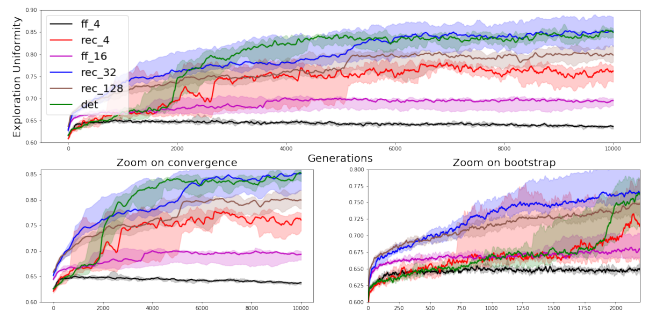 0.90
0.85
0.80
0.75
0.70
0.65
0.60
Exploration Uniformity
ff_4
rec_4
ff_16
rec_32
rec_128
det
0 2000 4000 6000 8000 10000
Generations
Zoom on convergence
0.85
0.80
0.75
0.70
0.65
0.60
0 2000 4000 6000 8000 10000
Zoom on bootstrap
0.800
0.775
0.750
0.725
0.700
0.675
0.650
0.625
0.600
0 250 500 750 1000 1250 1500 1750 2000